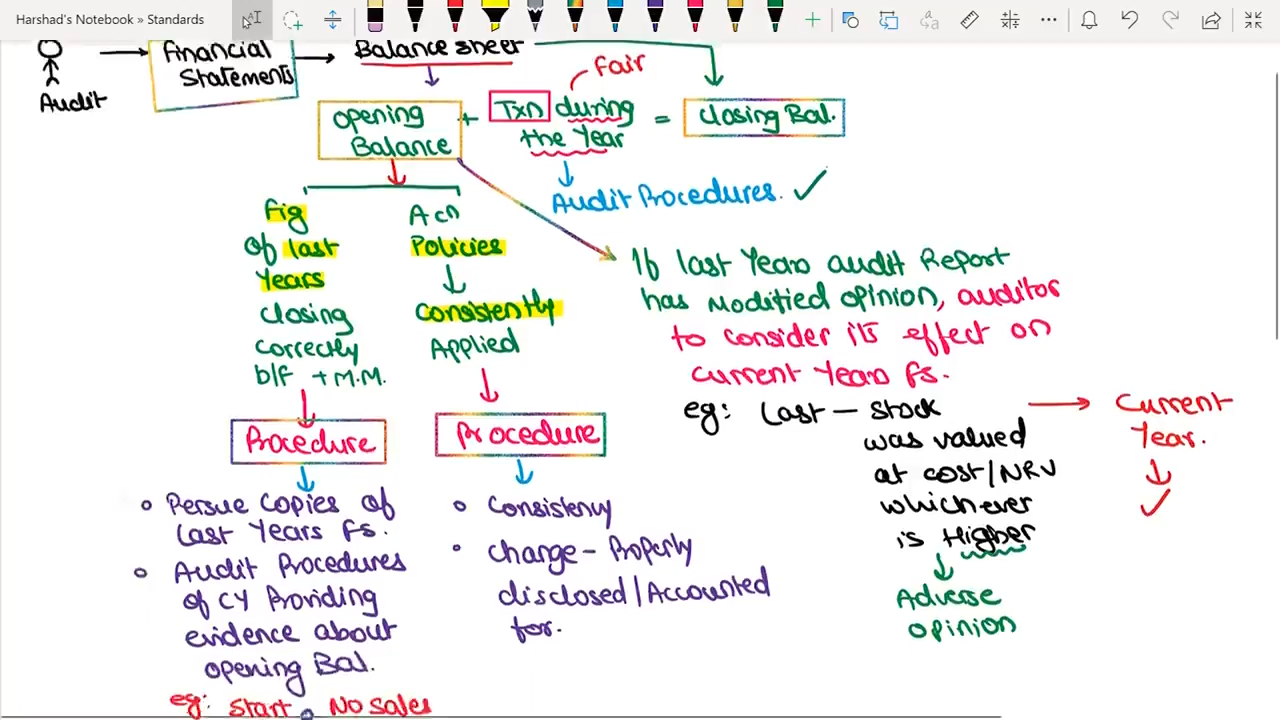 Harshad's Notebook » Standards
Audit
Financial
Statements
Balance sheet
Fair
Opening
Balance
+
Txn during
the Year
=
Closing Bal.
Audit Procedures. ✓
Fig
of last
Years
closing
correctly
b/f + M.M.
Procedure
• Persue Copies of
Last Years FS.
• Audit Procedures
of CY Providing
evidence about
opening Bal.
eg: Start
No sales
Acn
Policies
Consistently
Applied
Procedure
• Consistency
• Change - Properly
disclosed / Accounted
for.
If last Years audit Report
has Modified opinion, auditor
to consider its effect on
current Years FS.
eg: Last - stock
was valued
at cost/NRV
whichever
is Higher
Adverse
opinion
Current
Year.
✓